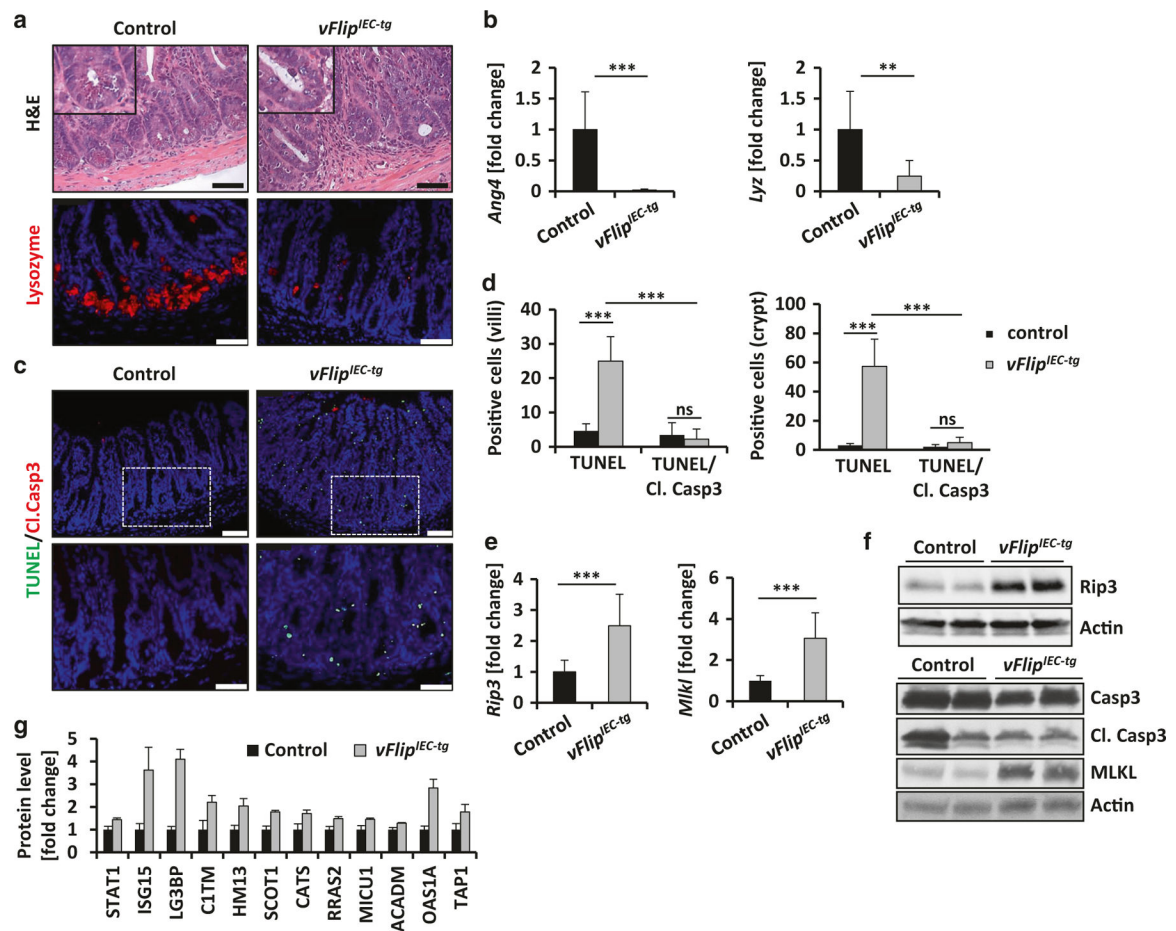 a
Control
vFlip^IEC-tg
H&E
Lysozyme
b
Ang4 [fold change]
2
1.5
1
0.5
0
***
Control
vFlip^IEC-tg
Lyz [fold change]
2
1.5
1
0.5
0
**
Control
vFlip^IEC-tg
c
Control
vFlip^IEC-tg
TUNEL/Cl.Casp3
d
Positive cells (villi)
40
30
20
10
0
***
***
ns
TUNEL
TUNEL/
Cl. Casp3
Positive cells (crypt)
100
80
60
40
20
0
***
***
ns
TUNEL
TUNEL/
Cl. Casp3
control
vFlip^IEC-tg
e
Rip3 [fold change]
4
3
2
1
0
***
Control
vFlip^IEC-tg
Mlkl [fold change]
6
4
2
0
***
Control
vFlip^IEC-tg
f
Control
vFlip^IEC-tg
Rip3
Actin
Control
vFlip^IEC-tg
Casp3
Cl. Casp3
MLKL
Actin
g
Protein level
[fold change]
5
4
3
2
1
0
Control
vFlip^IEC-tg
STAT1
ISG15
LG3BP
C1TM
HM13
SCOT1
CATS
RRAS2
MICU1
ACADM
OAS1A
TAP1